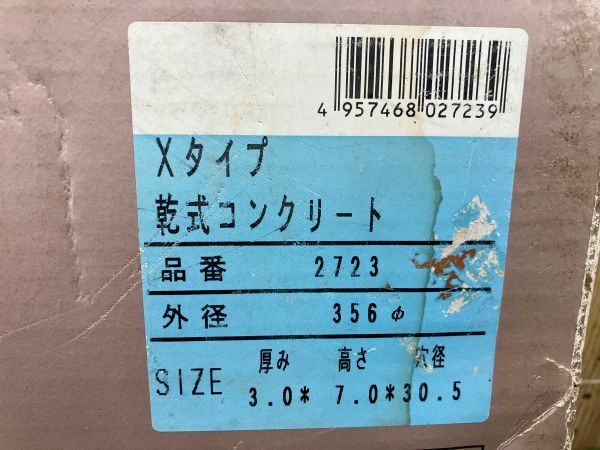 4 957468 027239
Xタイプ
乾式コンクリート
品番 2723
外径 356φ
厚み 高さ 穴径
SIZE 3.0* 7.0*30.5